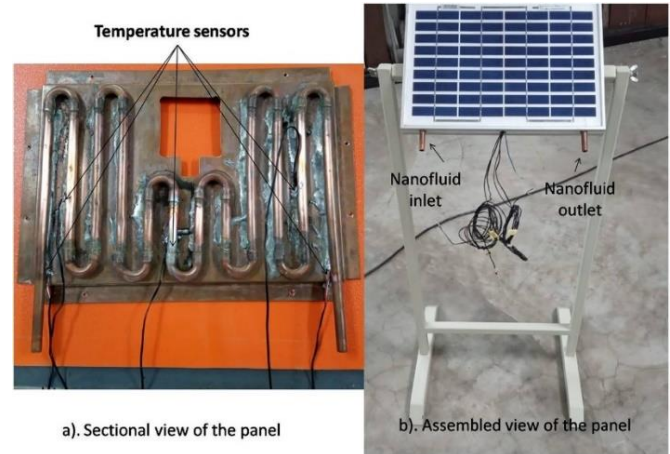 Temperature sensors
Nanofluid
inlet
Nanofluid
outlet
a). Sectional view of the panel
b). Assembled view of the panel